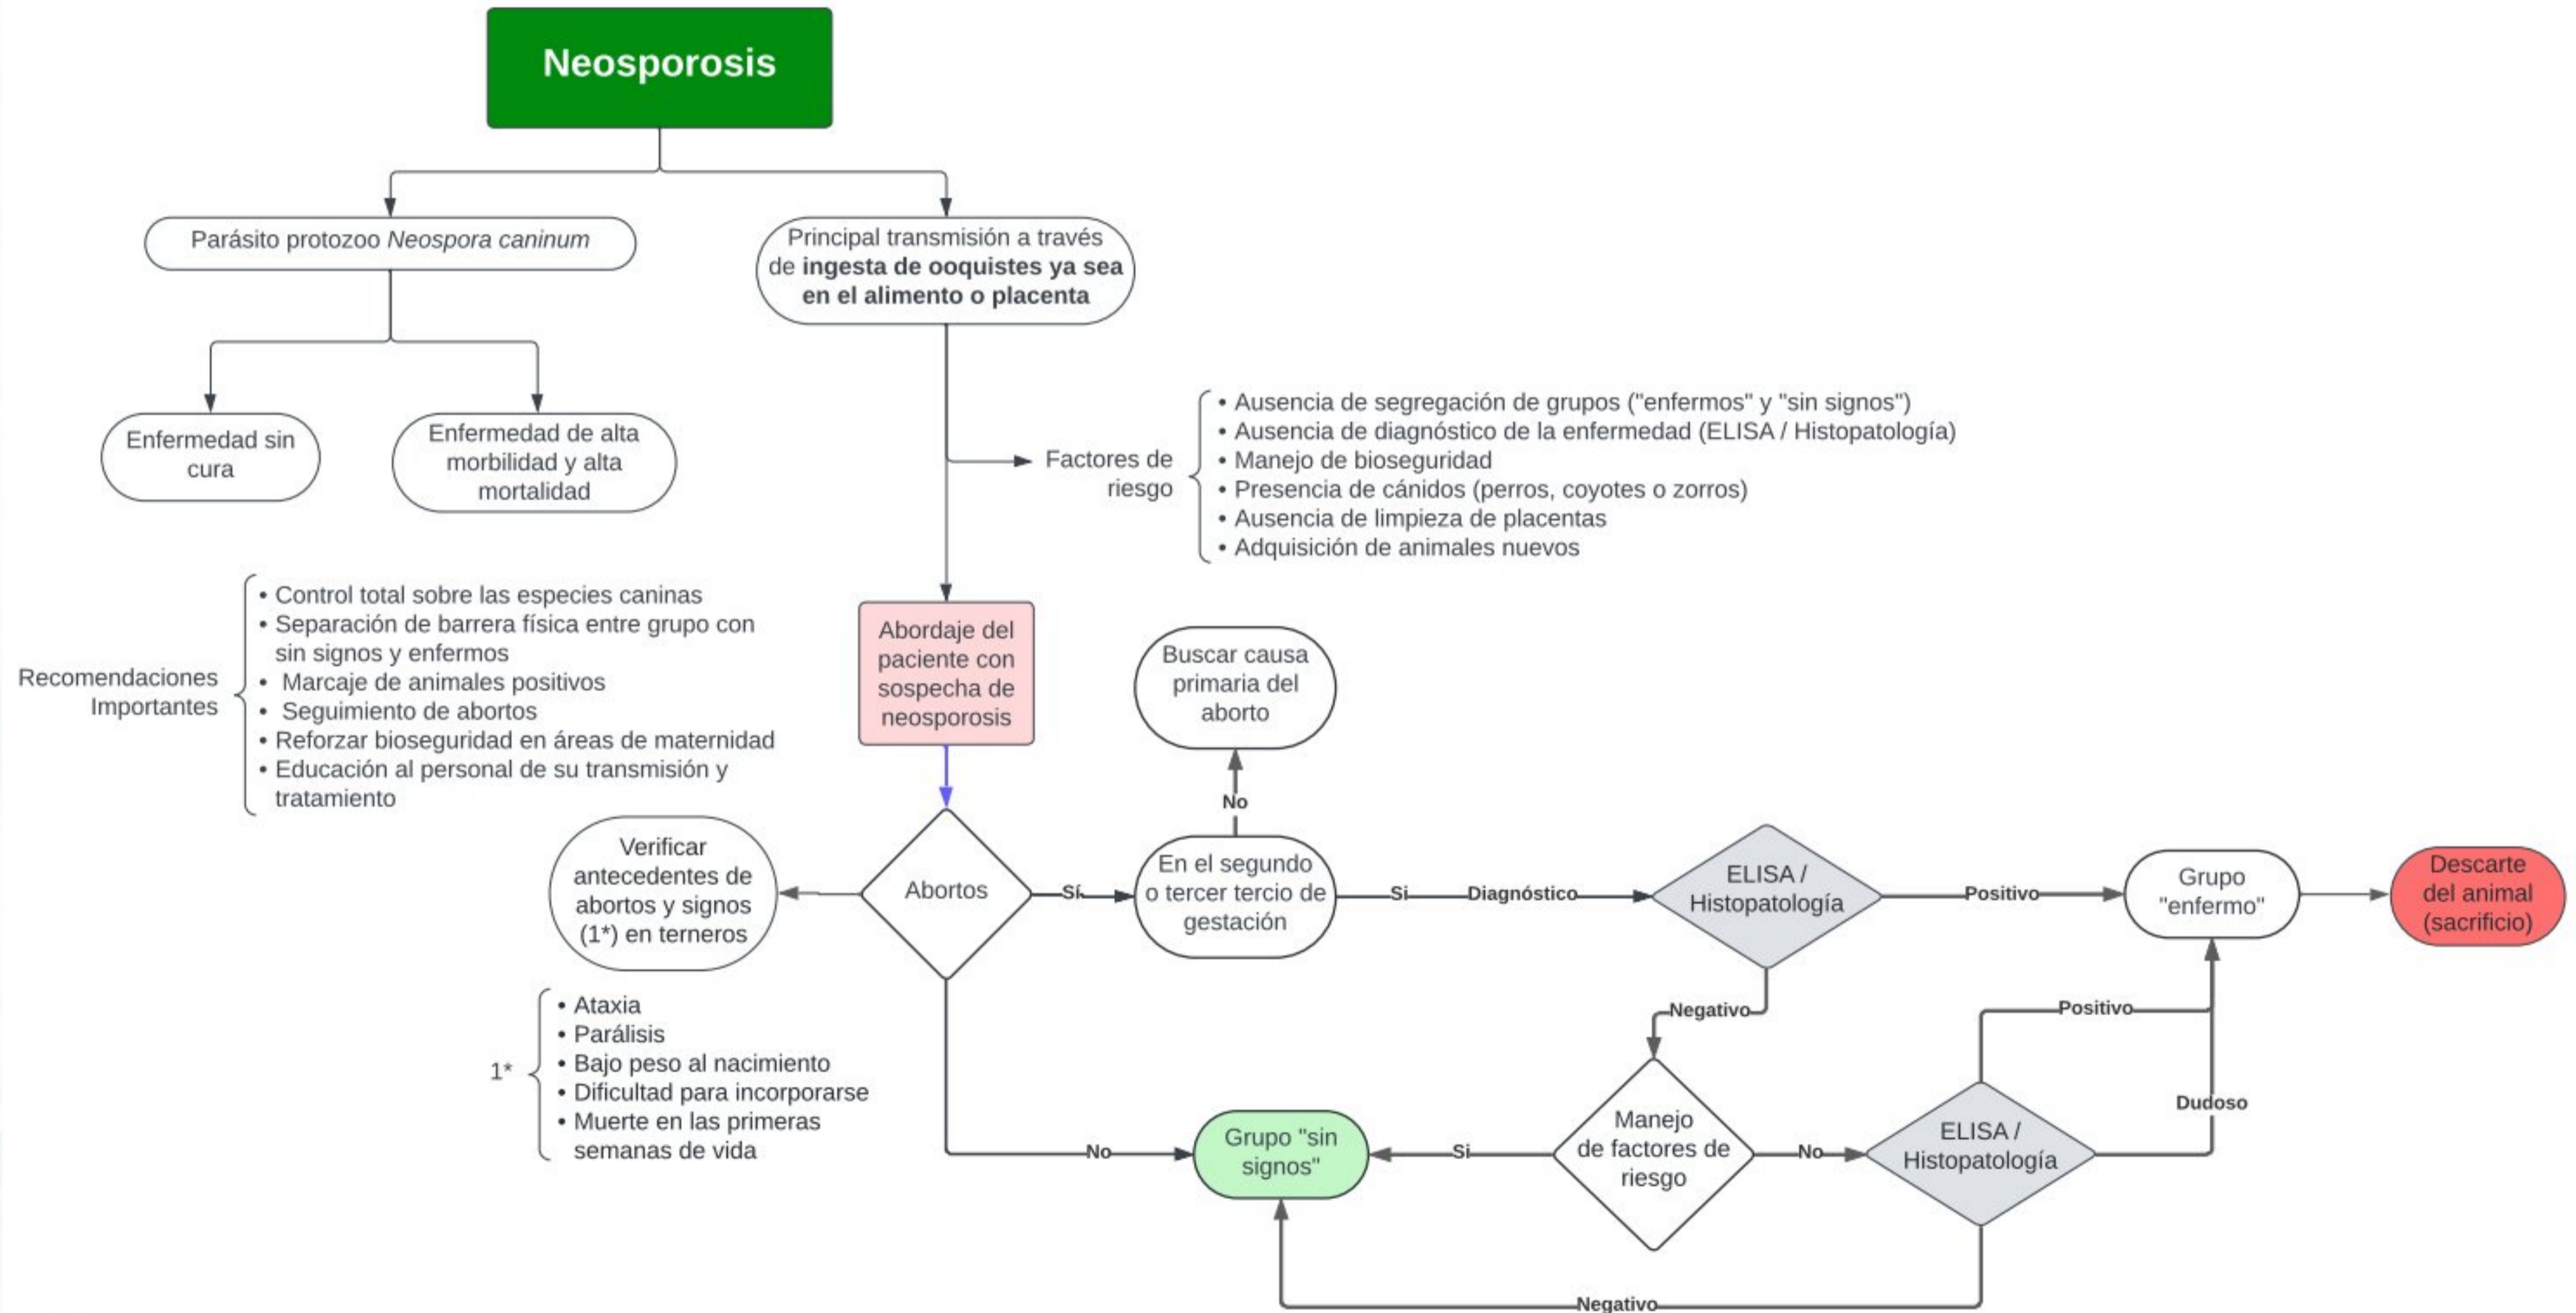 Neosporosis
Parásito protozoo Neospora caninum
Principal transmisión a través
de ingesta de ooquistes ya sea
en el alimento o placenta
Enfermedad sin
cura
Enfermedad de alta
morbilidad y alta
mortalidad
Factores de
riesgo
• Ausencia de segregación de grupos ("enfermos" y "sin signos")
• Ausencia de diagnóstico de la enfermedad (ELISA / Histopatología)
• Manejo de bioseguridad
• Presencia de cánidos (perros, coyotes o zorros)
• Ausencia de limpieza de placentas
• Adquisición de animales nuevos
Recomendaciones
Importantes
• Control total sobre las especies caninas
• Separación de barrera física entre grupo con
sin signos y enfermos
• Marcaje de animales positivos
• Seguimiento de abortos
• Reforzar bioseguridad en áreas de maternidad
• Educación al personal de su transmisión y
tratamiento
Abordaje del
paciente con
sospecha de
neosporosis
Buscar causa
primaria del
aborto
No
Verificar
antecedentes de
abortos y signos
(1*) en terneros
Abortos
Sí
En el segundo
o tercer tercio de
gestación
Si
Diagnóstico
ELISA /
Histopatología
Positivo
Grupo
"enfermo"
Descarte
del animal
(sacrificio)
1*
• Ataxia
• Parálisis
• Bajo peso al nacimiento
• Dificultad para incorporarse
• Muerte en las primeras
semanas de vida
Negativo
Positivo
Dudoso
No
Grupo "sin
signos"
Si
Manejo
de factores de
riesgo
No
ELISA /
Histopatología
Negativo